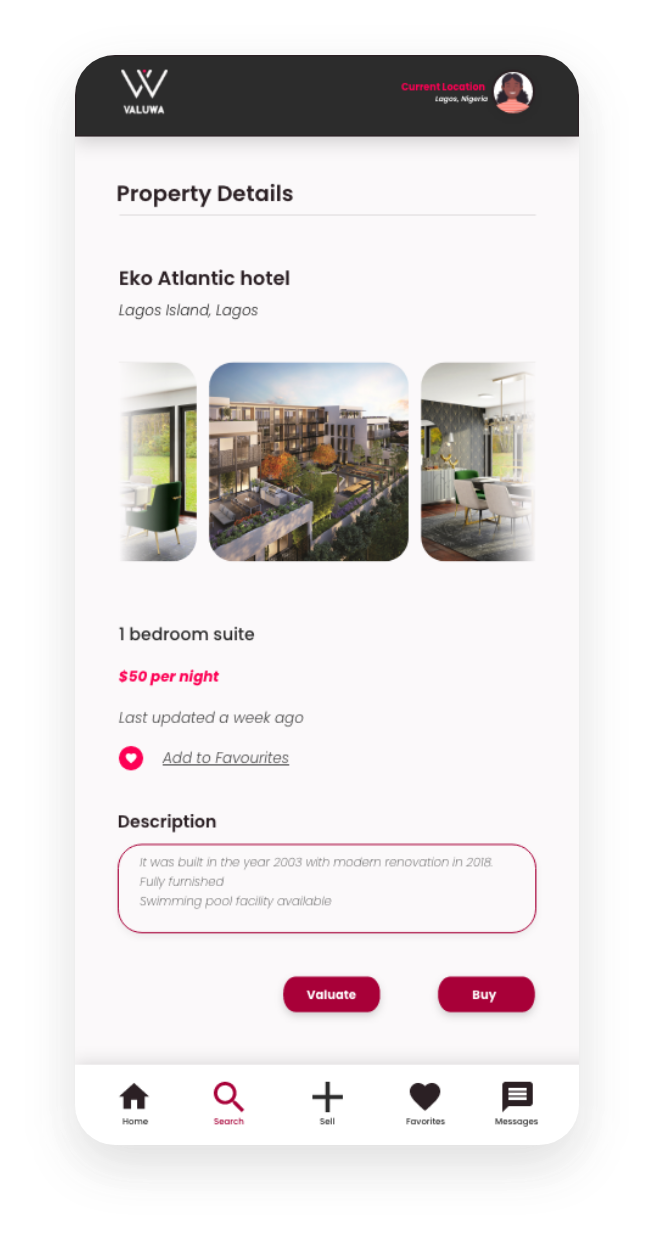 VALUWA
Current Location
Lagos, Nigeria
Property Details
Eko Atlantic hotel
Lagos Island, Lagos
1 bedroom suite
$50 per night
Last updated a week ago
Add to Favourites
Description
It was built in the year 2003 with modern renovation in 2018.
Fully furnished
Swimming pool facility available
Valuate Buy
Home Search Sell Favorites Messages